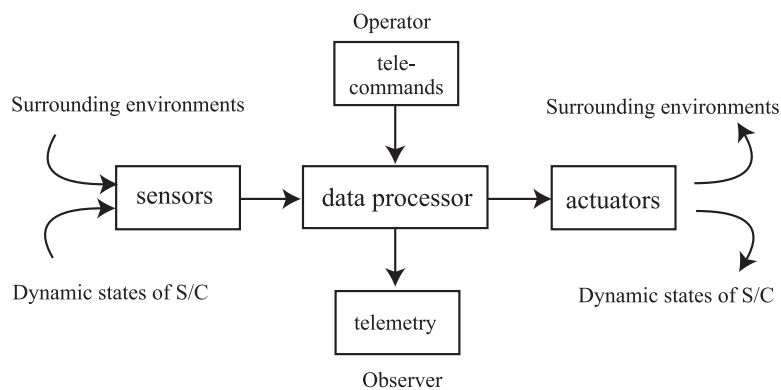 Operator
tele-
commands
Surrounding environments
Surrounding environments
sensors
data processor
actuators
Dynamic states of S/C
Dynamic states of S/C
telemetry
Observer